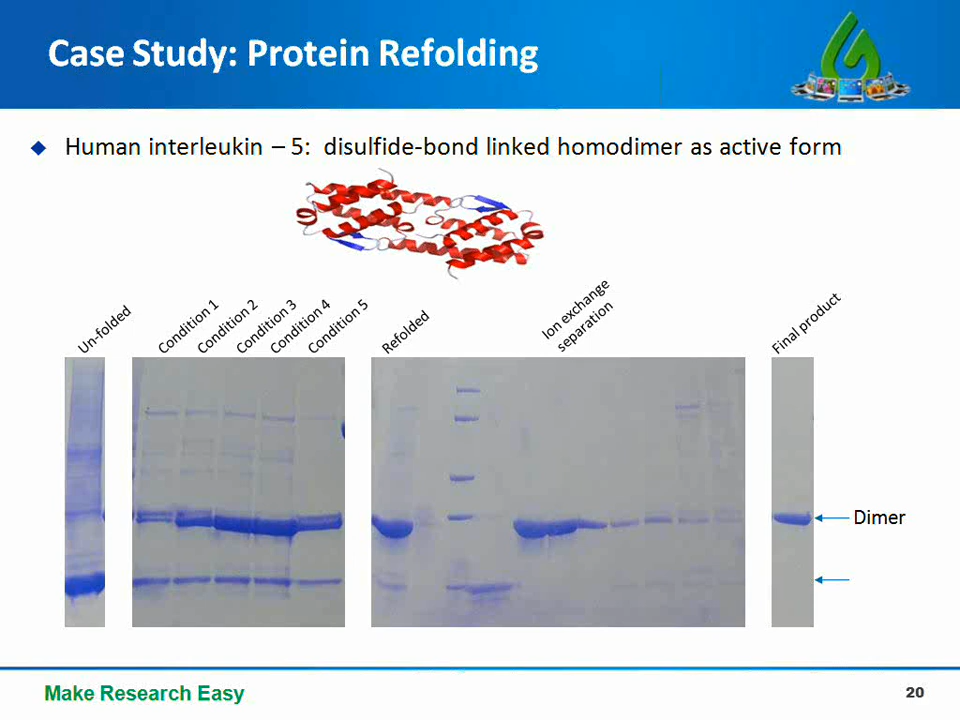 Case Study: Protein Refolding
Human interleukin – 5: disulfide-bond linked homodimer as active form
Un-folded
Condition 1
Condition 2
Condition 3
Condition 4
Condition 5
Refolded
Ion exchange
separation
Final product
Dimer
Make Research Easy
20